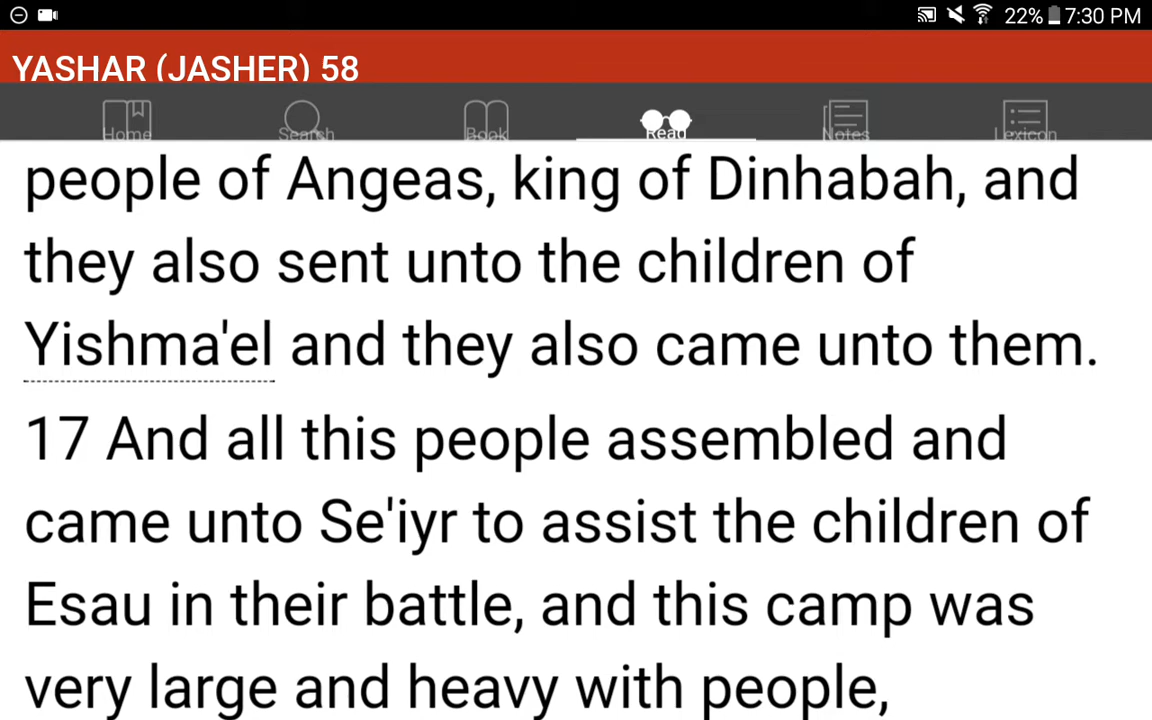 22% 7:30 PM
YASHAR (JASHER) 58
Home Search Book Read Notes Lexicon
people of Angeas, king of Dinhabah, and
they also sent unto the children of
Yishma'el and they also came unto them.
17 And all this people assembled and
came unto Se'iyr to assist the children of
Esau in their battle, and this camp was
very large and heavy with people,